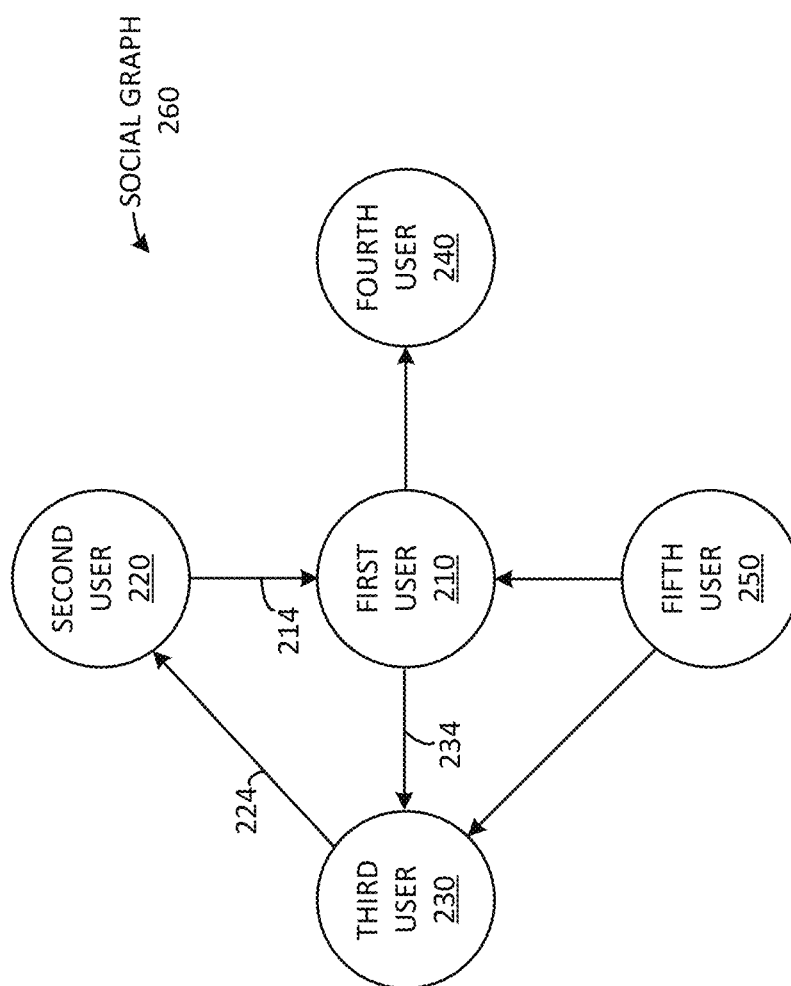 SOCIAL GRAPH
260
SECOND
USER
220
224
214
THIRD
USER
230
234
FIRST
USER
210
FOURTH
USER
240
FIFTH
USER
250